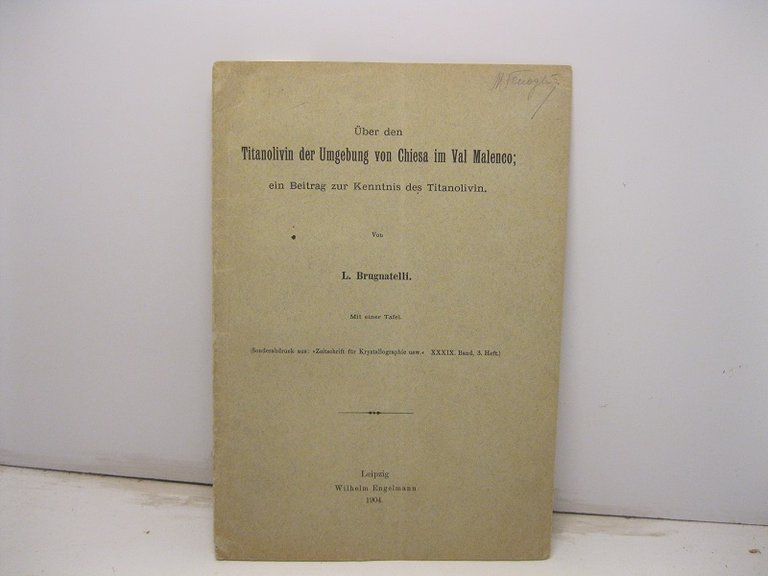 Über den
Titanolivin der Umgebung von Chiesa im Val Malenco;
ein Beitrag zur Kenntnis des Titanolivin.
Von
L. Brugnatelli.
Mit einer Tafel.
(Sonderabdruck aus: »Zeitschrift für Krystallographie usw.« XXXIX. Band, 3. Heft.)
Leipzig
Wilhelm Engelmann
1904.